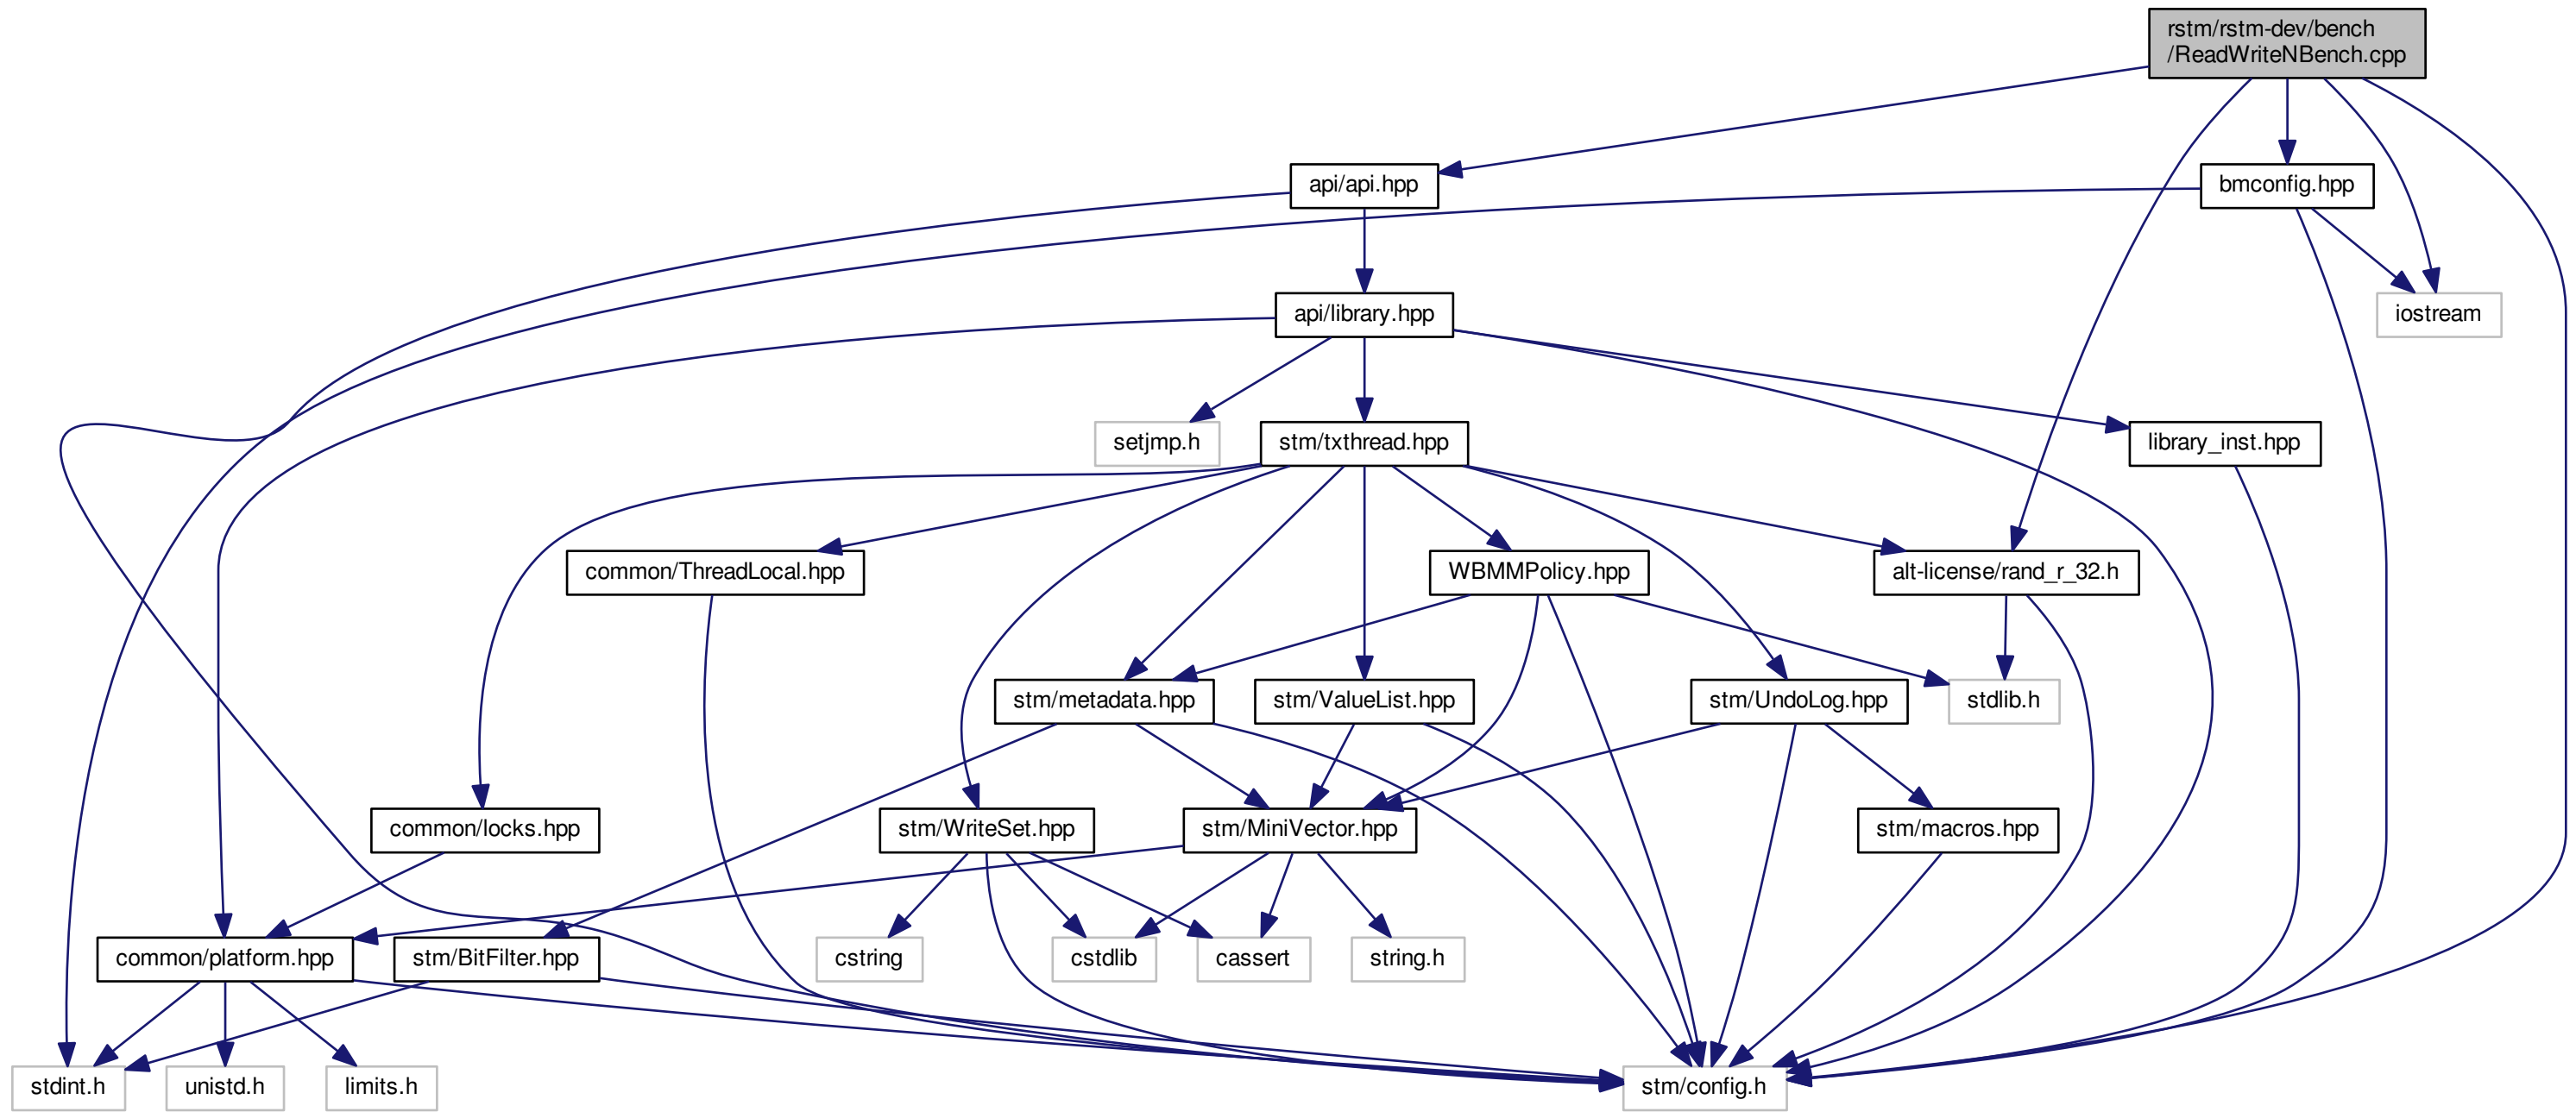 rstm/rstm-dev/bench
/ReadWriteNBench.cpp
api/api.hpp
bmconfig.hpp
api/library.hpp
iostream
setjmp.h
stm/txthread.hpp
library_inst.hpp
common/ThreadLocal.hpp
WBMMPolicy.hpp
alt-license/rand_r_32.h
stm/metadata.hpp
stm/ValueList.hpp
stm/UndoLog.hpp
stdlib.h
common/locks.hpp
stm/WriteSet.hpp
stm/MiniVector.hpp
stm/macros.hpp
common/platform.hpp
stm/BitFilter.hpp
cstring
cstdlib
cassert
string.h
stdint.h
unistd.h
limits.h
stm/config.h